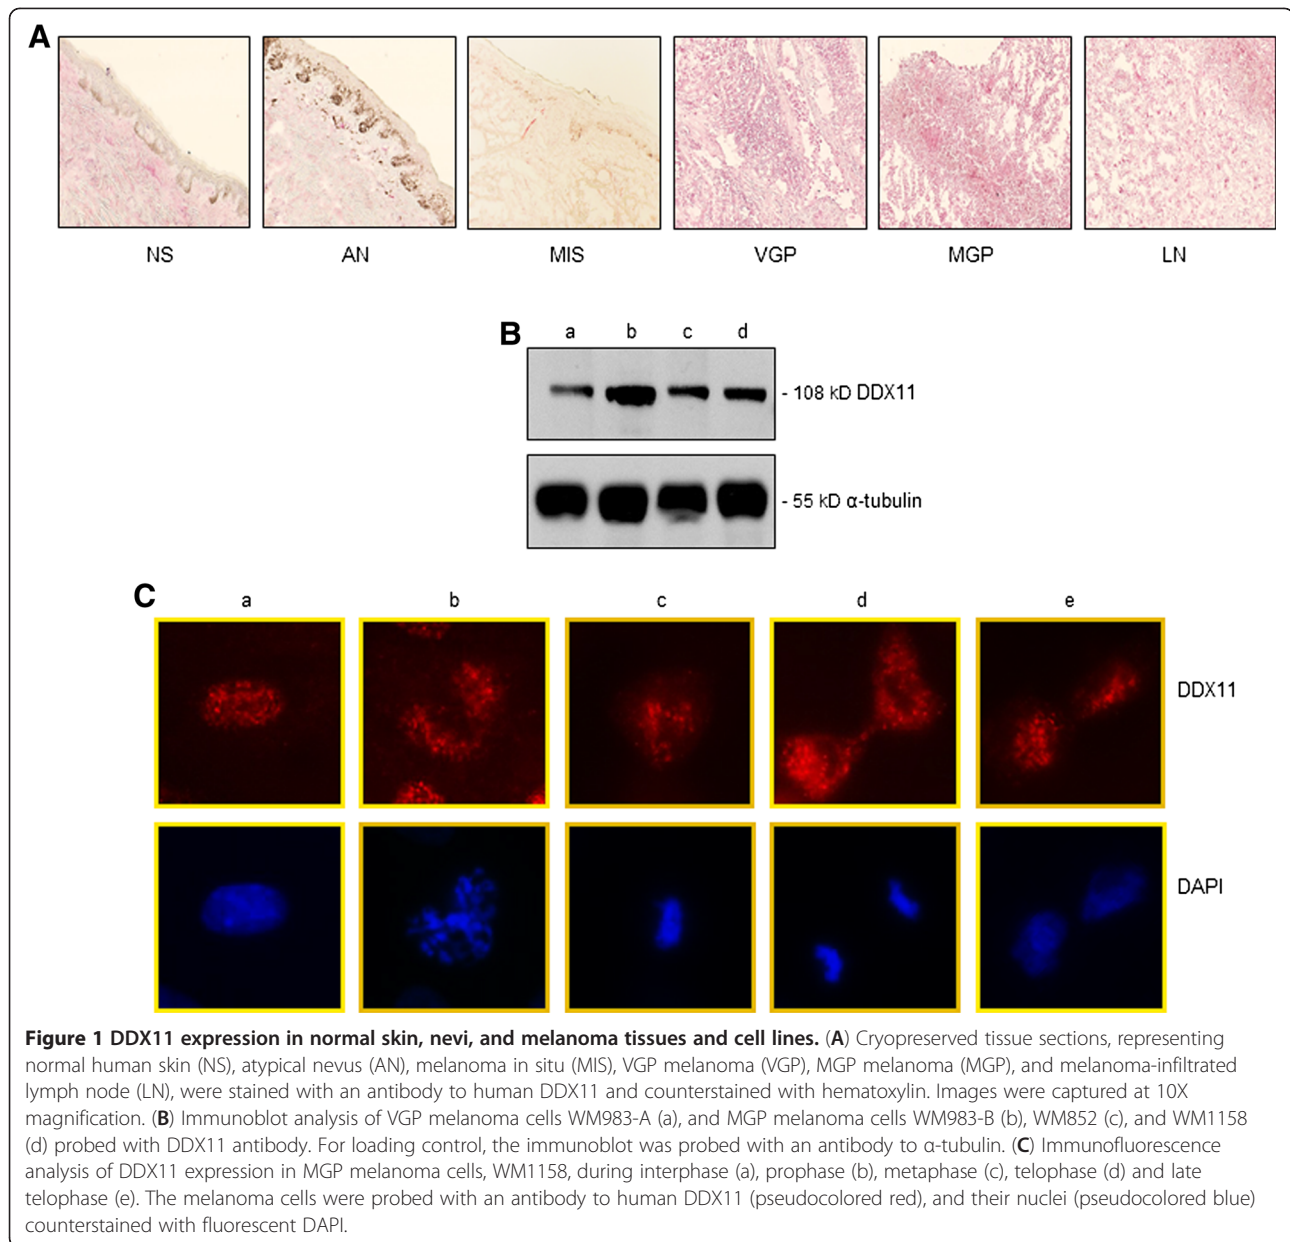 A
NS AN MIS VGP MGP LN
B
a b c d
- 108 kD DDX11
- 55 kD α-tubulin
C
a b c d e
DDX11
DAPI
Figure 1 DDX11 expression in normal skin, nevi, and melanoma tissues and cell lines. (A) Cryopreserved tissue sections, representing
normal human skin (NS), atypical nevus (AN), melanoma in situ (MIS), VGP melanoma (VGP), MGP melanoma (MGP), and melanoma-infiltrated
lymph node (LN), were stained with an antibody to human DDX11 and counterstained with hematoxylin. Images were captured at 10X
magnification. (B) Immunoblot analysis of VGP melanoma cells WM983-A (a), and MGP melanoma cells WM983-B (b), WM852 (c), and WM1158
(d) probed with DDX11 antibody. For loading control, the immunoblot was probed with an antibody to α-tubulin. (C) Immunofluorescence
analysis of DDX11 expression in MGP melanoma cells, WM1158, during interphase (a), prophase (b), metaphase (c), telophase (d) and late
telophase (e). The melanoma cells were probed with an antibody to human DDX11 (pseudocolored red), and their nuclei (pseudocolored blue)
counterstained with fluorescent DAPI.